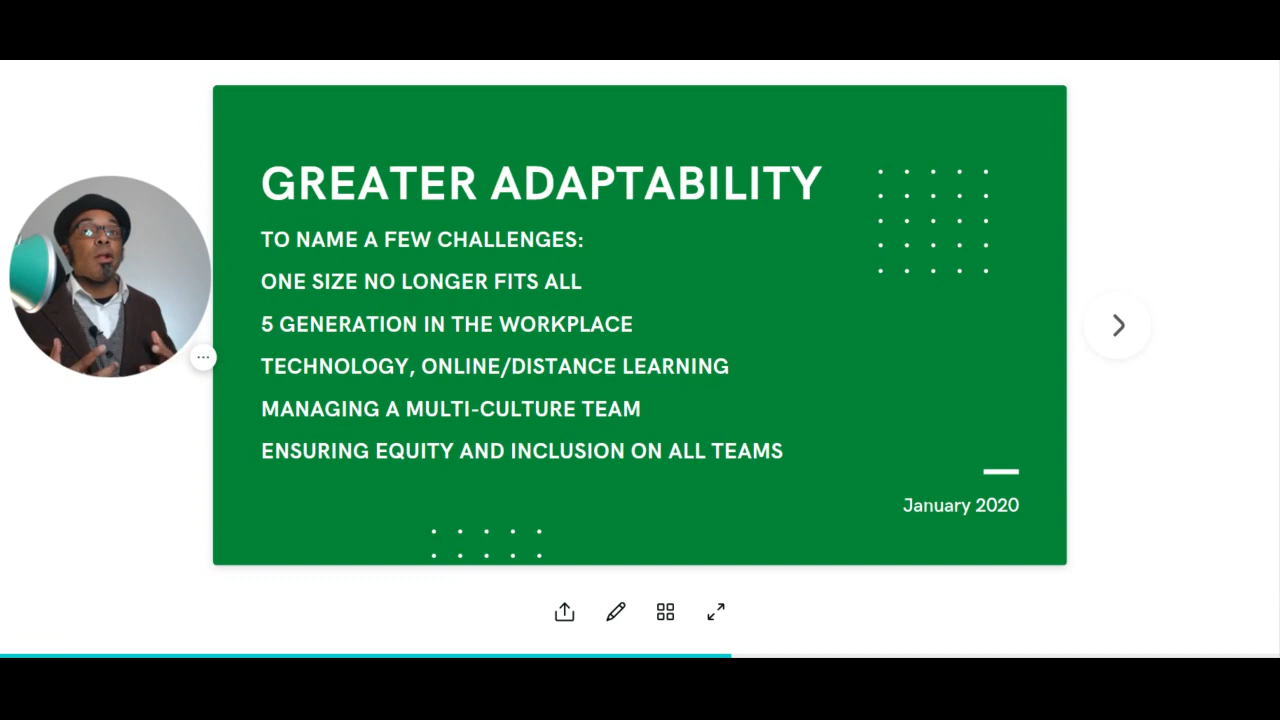 GREATER ADAPTABILITY
TO NAME A FEW CHALLENGES:
ONE SIZE NO LONGER FITS ALL
5 GENERATION IN THE WORKPLACE
TECHNOLOGY, ONLINE/DISTANCE LEARNING
MANAGING A MULTI-CULTURE TEAM
ENSURING EQUITY AND INCLUSION ON ALL TEAMS
January 2020